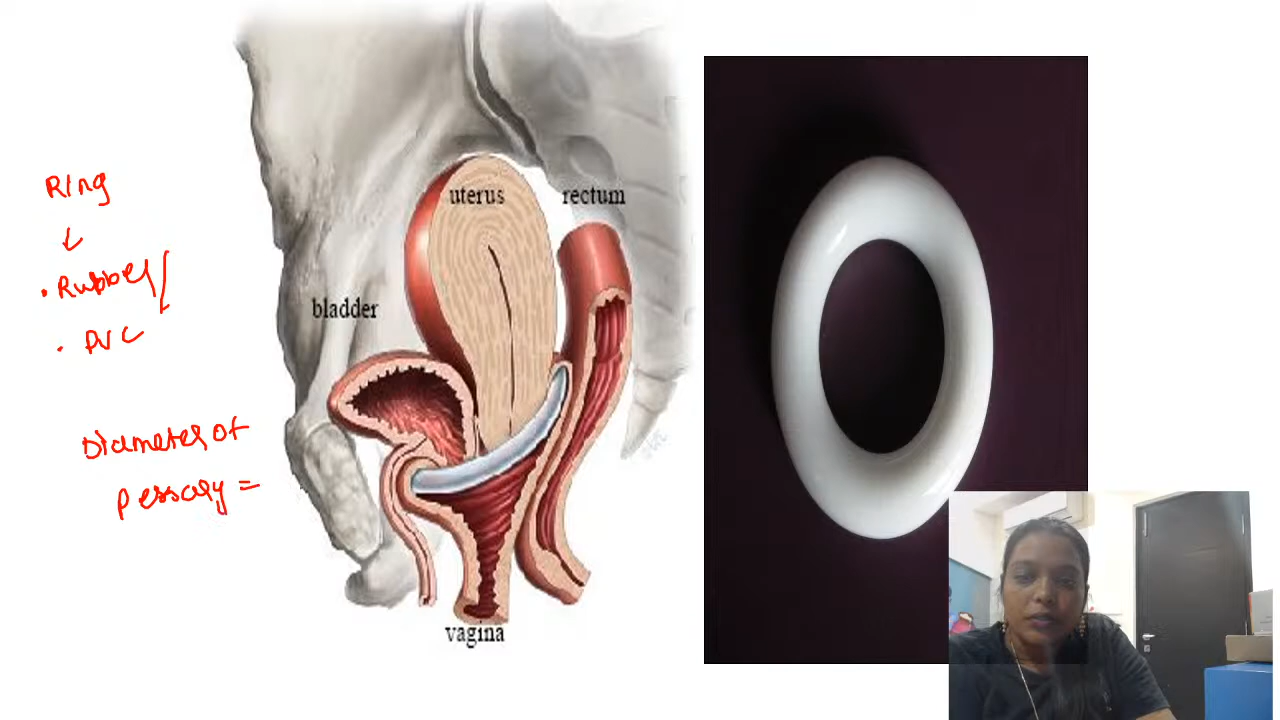 Ring
↓
• Rubber/
• PVC
Diameter of
pessary =
uterus
rectum
bladder
vagina